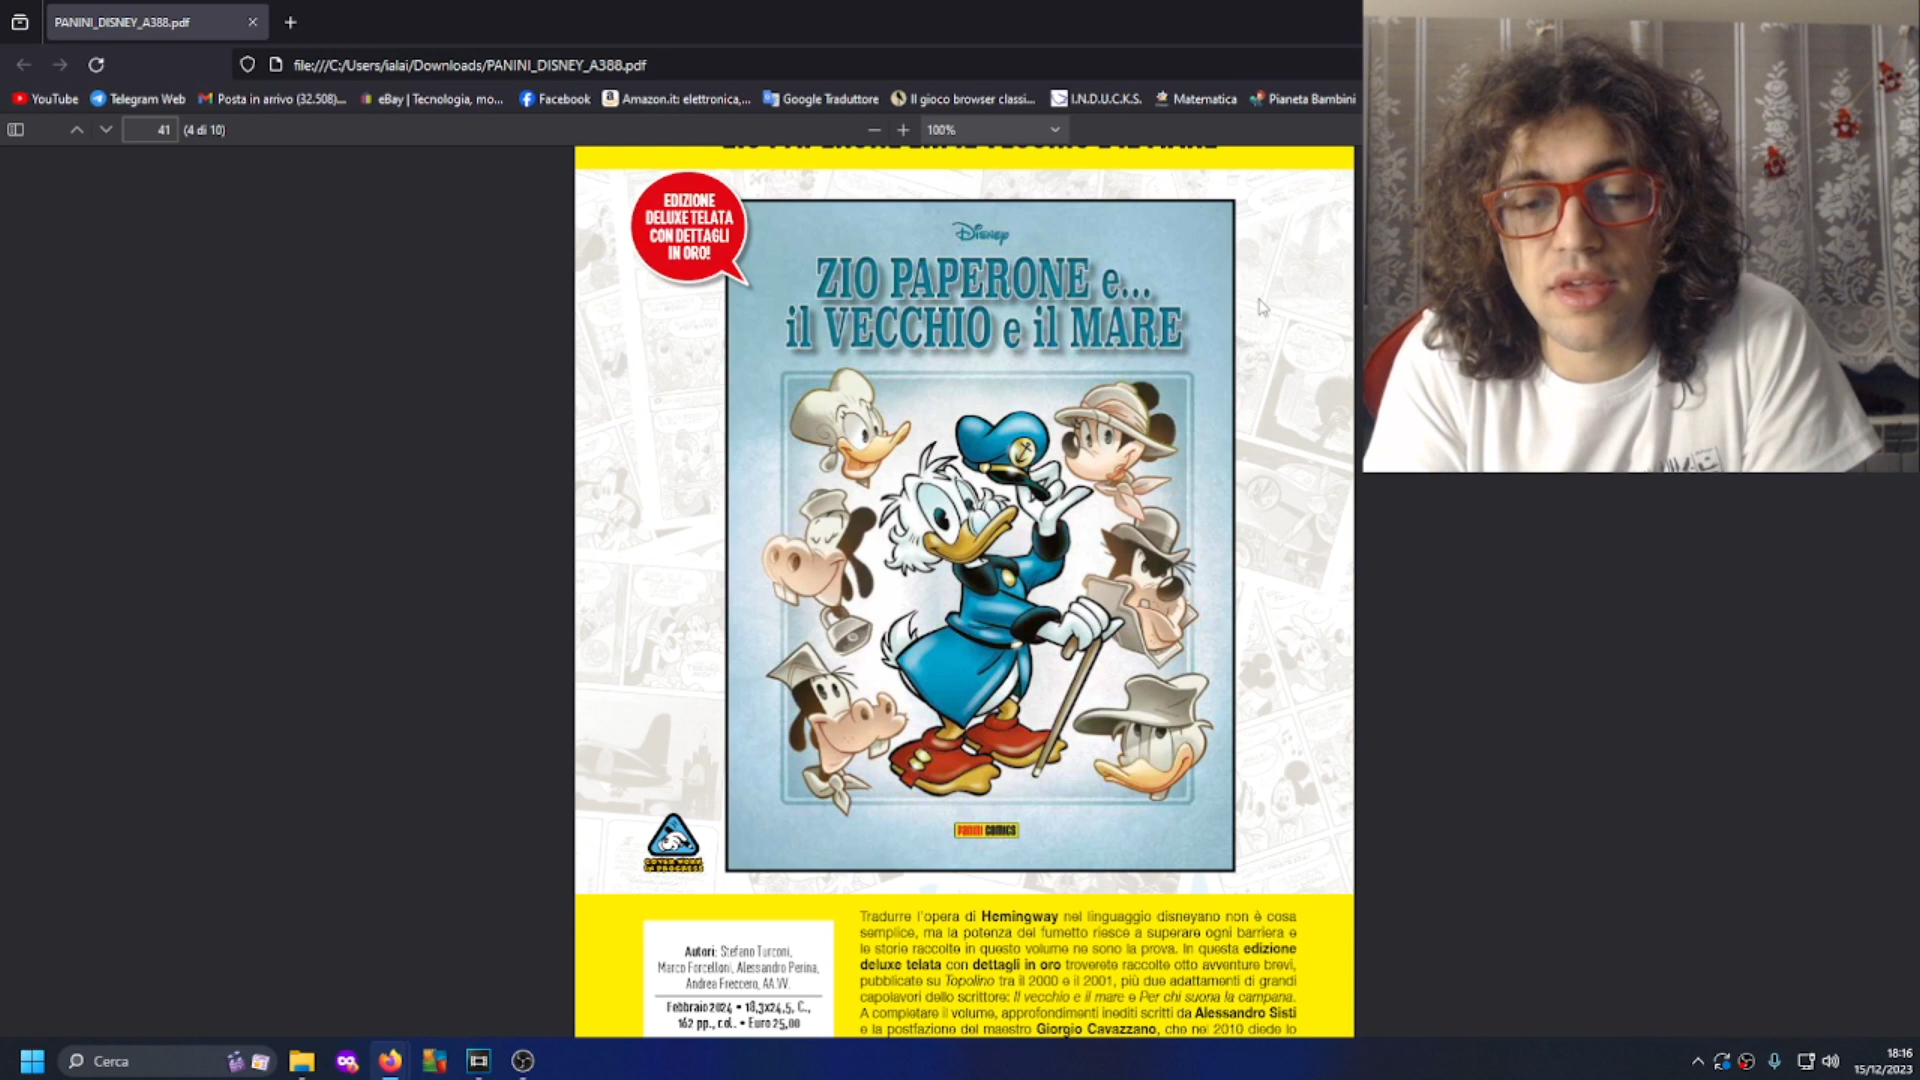 PANINI_DISNEY_A388.pdf
file:///C:/Users/ialai/Downloads/PANINI_DISNEY_A388.pdf
YouTube
Telegram Web
Posta in arrivo (32.508)...
eBay | Tecnologia, mo...
Facebook
Amazon.it: elettronica,...
Google Traduttore
Il gioco browser classi...
I.N.D.U.C.K.S.
Matematica
Pianeta Bambini
41 (4 di 10)
100%
EDIZIONE
DELUXE TELATA
CON DETTAGLI
IN ORO!
Disney
ZIO PAPERONE e...
il VECCHIO e il MARE
PANINI COMICS
COVER WORK
IN PROGRESS
Autori: Stefano Turconi,
Marco Forcelloni, Alessandro Perina,
Andrea Freccero, AA.VV.
Febbraio 2024 • 18,3x24,5, C.,
162 pp., col. • Euro 25,00
Tradurre l'opera di Hemingway nel linguaggio disneyano non è cosa
semplice, ma la potenza del fumetto riesce a superare ogni barriera e
le storie raccolte in questo volume ne sono la prova. In questa edizione
deluxe telata con dettagli in oro troverete raccolte otto avventure brevi,
pubblicate su Topolino tra il 2000 e il 2001, più due adattamenti di grandi
capolavori dello scrittore: Il vecchio e il mare e Per chi suona la campana.
A completare il volume, approfondimenti inediti scritti da Alessandro Sisti
e la postfazione del maestro Giorgio Cavazzano, che nel 2010 diede lo
Cerca
18:16
15/12/2023